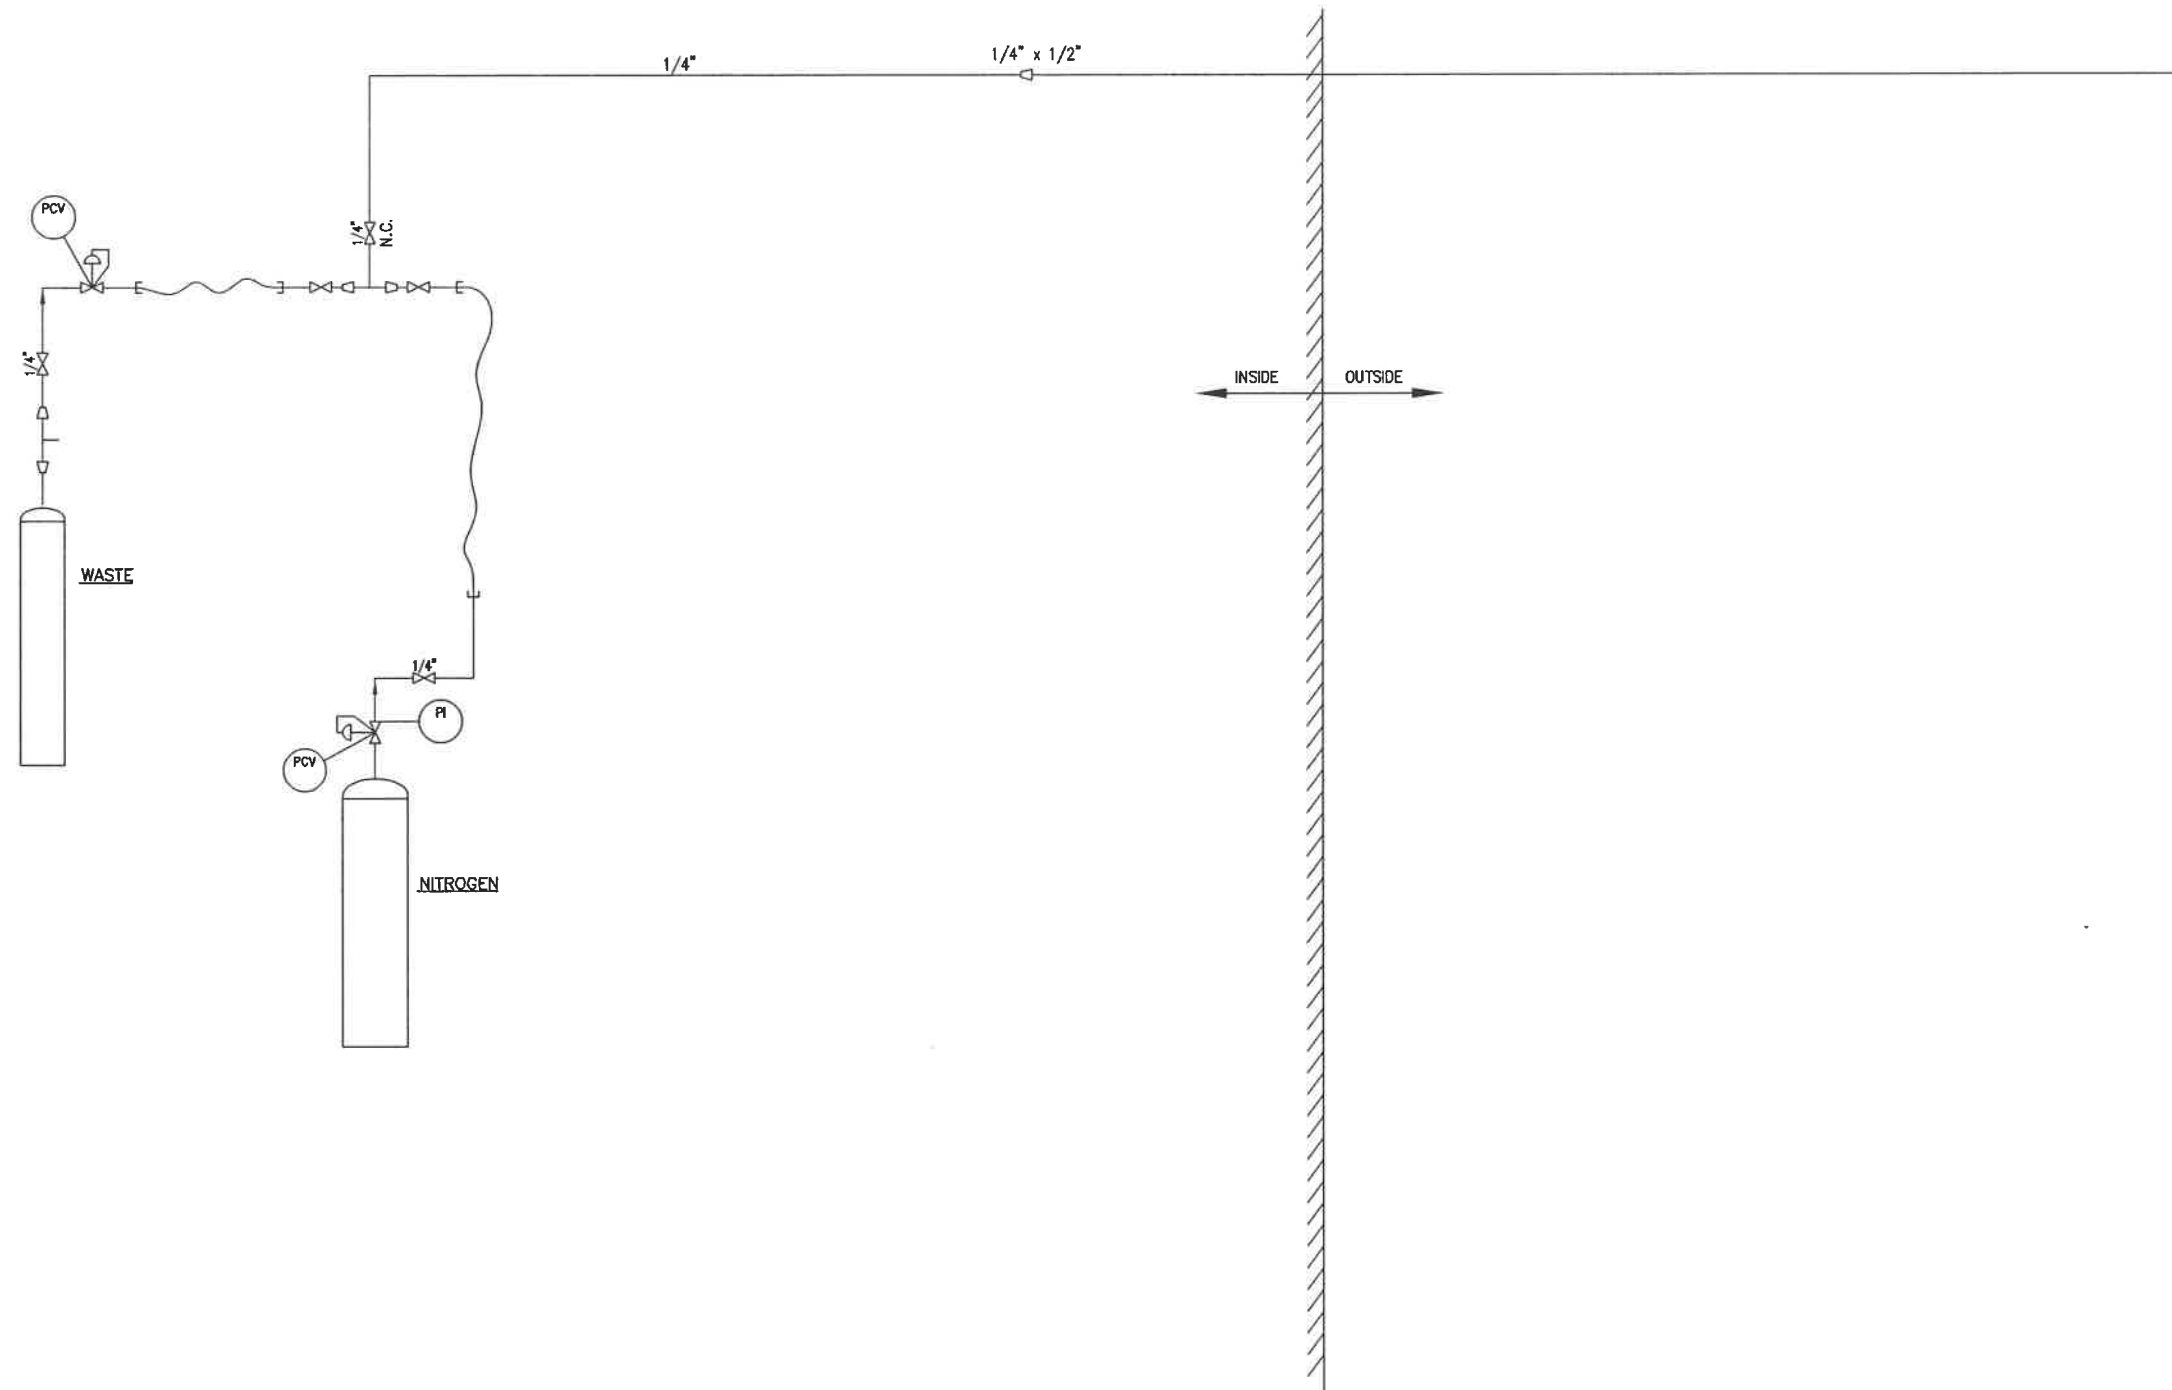 1/4" x 1/2"
1/4"
PCV
1/4"
N.C.
1/4"
INSIDE
OUTSIDE
WASTE
1/4"
PI
PCV
NITROGEN